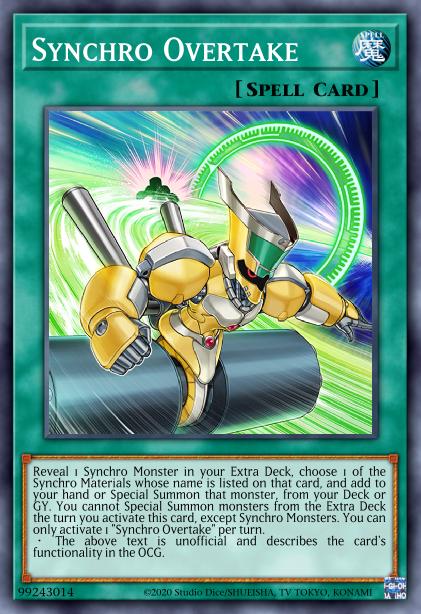 SYNCHRO OVERTAKE
SPELL
魔
[SPELL CARD]
Reveal 1 Synchro Monster in your Extra Deck, choose 1 of the
Synchro Materials whose name is listed on that card, and add to
your hand or Special Summon that monster, from your Deck or
GY. You cannot Special Summon monsters from the Extra Deck
the turn you activate this card, except Synchro Monsters. You can
only activate 1 "Synchro Overtake" per turn.
· The above text is unofficial and describes the card's
functionality in the OCG.
99243014 ©2020 Studio Dice/SHUEISHA, TV TOKYO, KONAMI